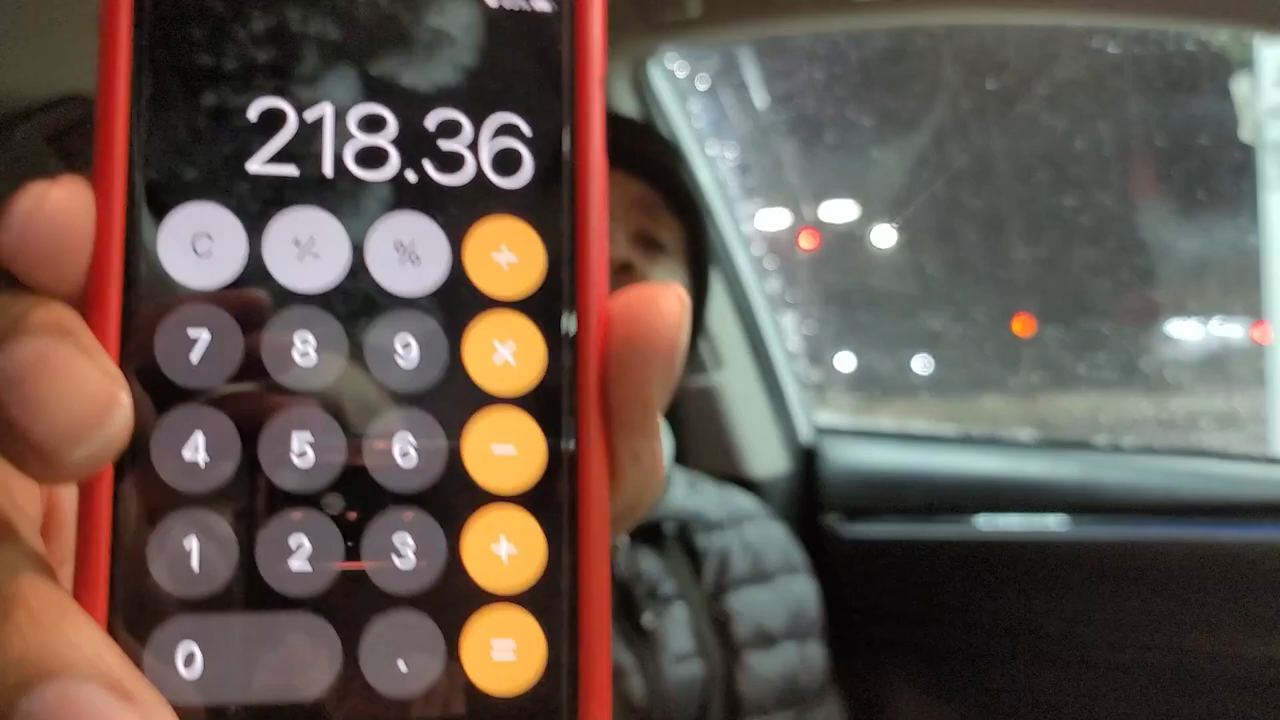 218.36
C % ÷
7 8 9 ×
4 5 6 −
1 2 3 +
0 . =